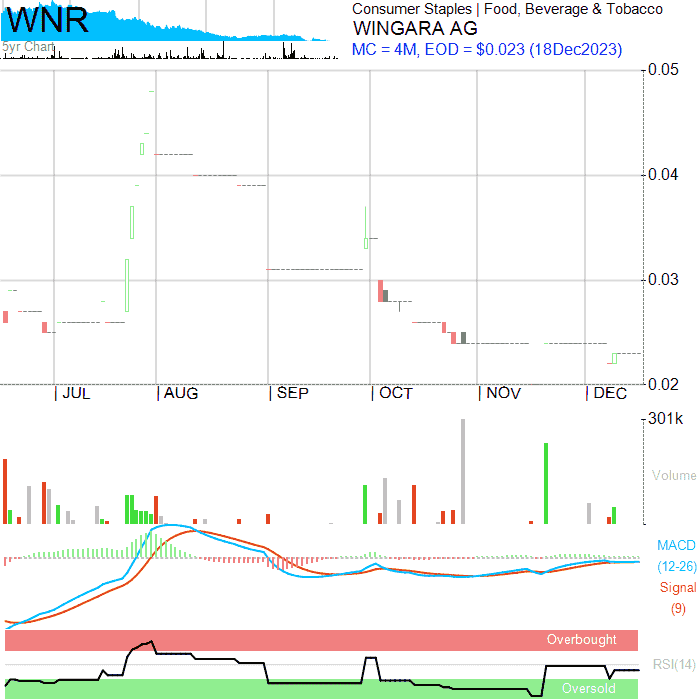 WNR
5yr Chart
Consumer Staples | Food, Beverage & Tobacco
WINGARA AG
MC = 4M, EOD = $0.023 (18Dec2023)
0.05
0.04
0.03
0.02
JUL AUG SEP OCT NOV DEC
301k
Volume
MACD
(12-26)
Signal
(9)
Overbought
RSI(14)
Oversold